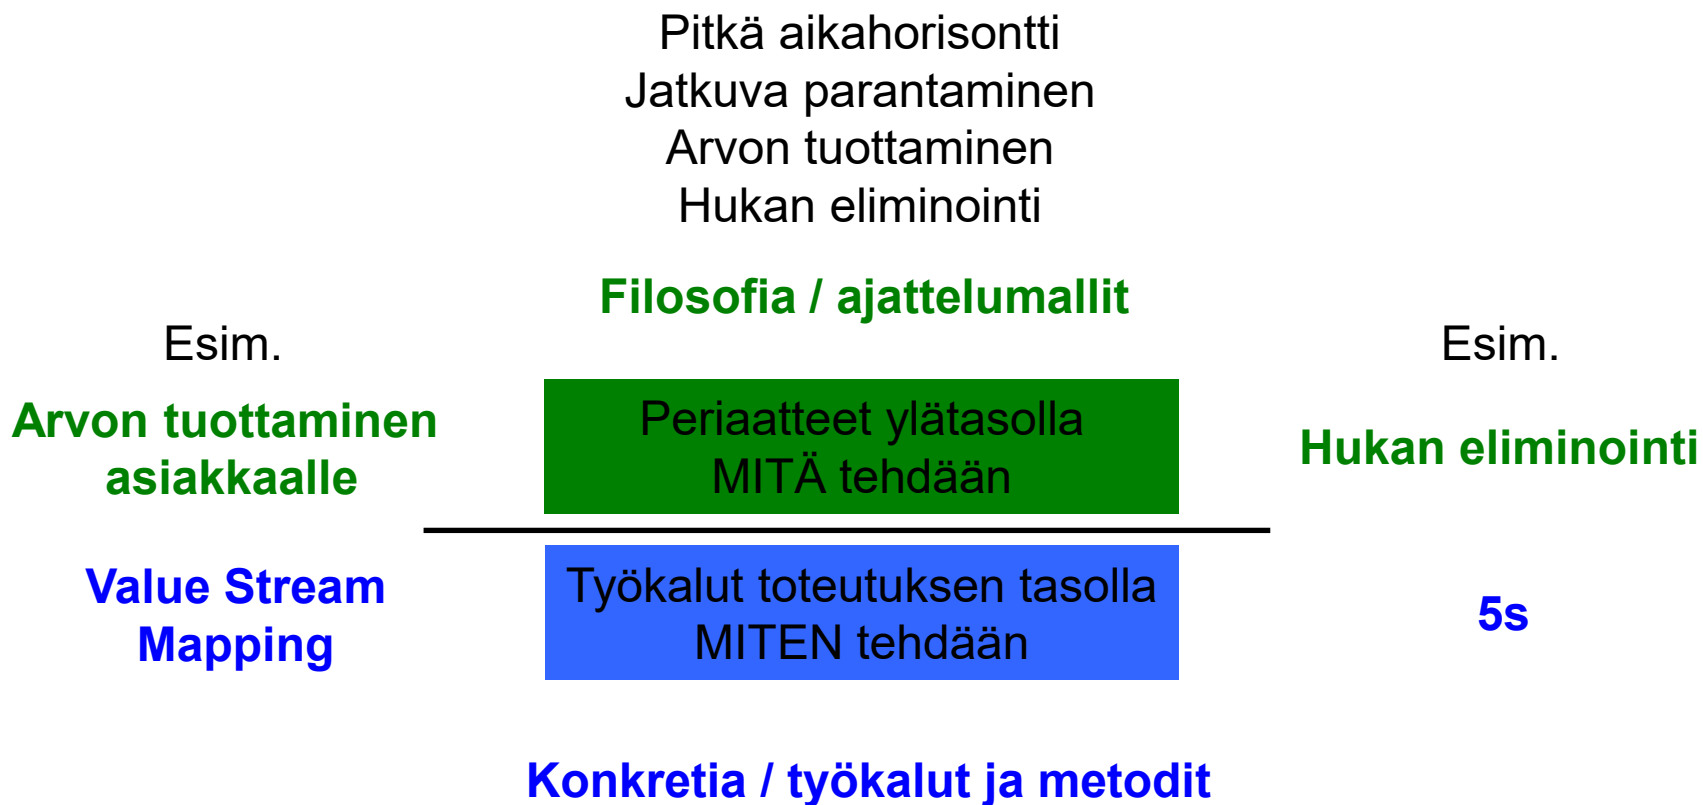 Pitkä aikahorisontti
Jatkuva parantaminen
Arvon tuottaminen
Hukan eliminointi
Filosofia / ajattelumallit
Esim.
Arvon tuottaminen
asiakkaalle
Periaatteet ylätasolla
MITÄ tehdään
Esim.
Hukan eliminointi
Value Stream
Mapping
Työkalut toteutuksen tasolla
MITEN tehdään
5s
Konkretia / työkalut ja metodit